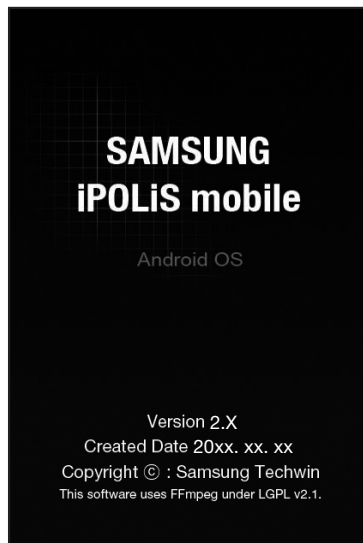 SAMSUNG
iPOLiS mobile
Android OS
Version 2.X
Created Date 20xx. xx. xx
Copyright ⓒ : Samsung Techwin
This software uses FFmpeg under LGPL v2.1.